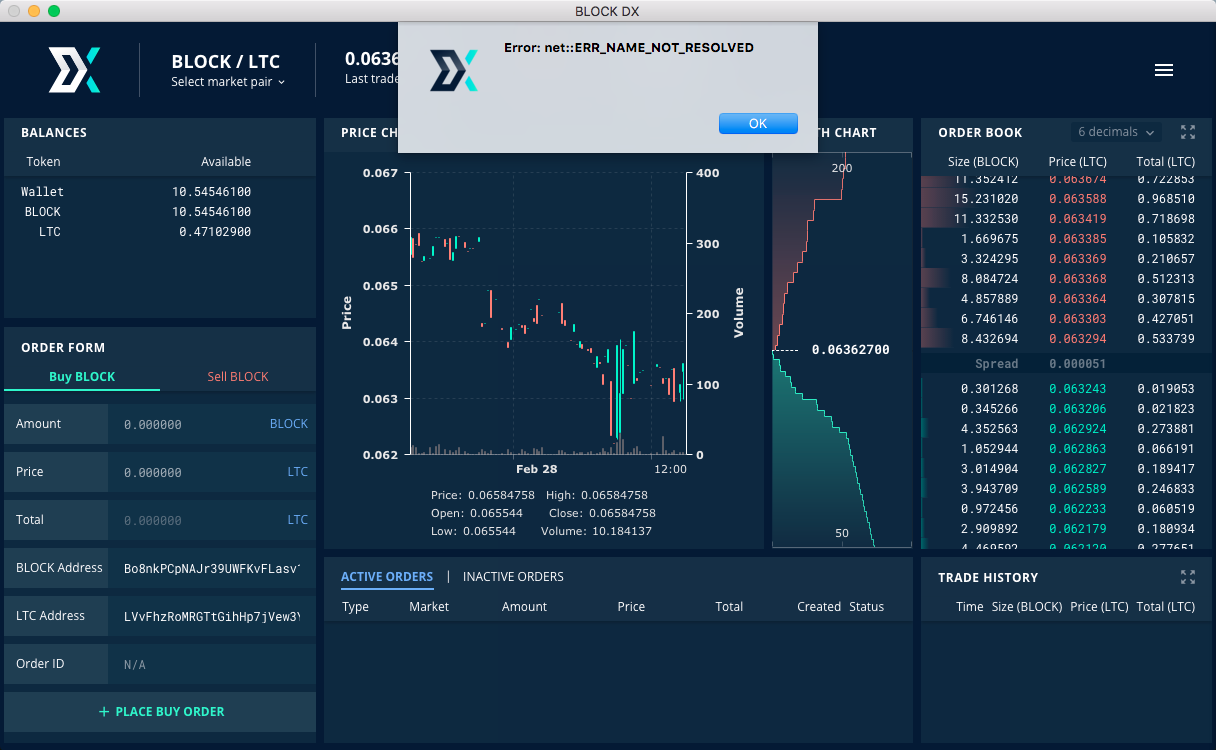 BLOCK DX
Error: net::ERR_NAME_NOT_RESOLVED
OK
BLOCK / LTC
Select market pair
0.0636
Last trade
BALANCES
Token Available
Wallet 10.54546100
BLOCK 10.54546100
LTC 0.47102900
ORDER FORM
Buy BLOCK Sell BLOCK
Amount 0.000000 BLOCK
Price 0.000000 LTC
Total 0.000000 LTC
BLOCK Address Bo8nkPCpNAJr39UWFKvFLasv
LTC Address LVvFhzRoMRGTtGihHp7jVew3
Order ID N/A
+ PLACE BUY ORDER
PRICE CH
0.067 400
0.066 300
0.065
0.064 200
0.063 100
0.062 0
Price
Volume
Feb 28 12:00
Price: 0.06584758 High: 0.06584758
Open: 0.065544 Close: 0.06584758
Low: 0.065544 Volume: 10.184137
TH CHART
200
0.06362700
50
ORDER BOOK 6 decimals
Size (BLOCK) Price (LTC) Total (LTC)
11.352412 0.063674 0.722853
15.231020 0.063588 0.968510
11.332530 0.063419 0.718698
1.669675 0.063385 0.105832
3.324295 0.063369 0.210657
8.084724 0.063368 0.512313
4.857889 0.063364 0.307815
6.746146 0.063303 0.427051
8.432694 0.063294 0.533739
Spread 0.000051
0.301268 0.063243 0.019053
0.345266 0.063206 0.021823
4.352563 0.062924 0.273881
1.052944 0.062863 0.066191
3.014904 0.062827 0.189417
3.943709 0.062589 0.246833
0.972456 0.062233 0.060519
2.909892 0.062179 0.180934
0.062120 0.277651
ACTIVE ORDERS | INACTIVE ORDERS
Type Market Amount Price Total Created Status
TRADE HISTORY
Time Size (BLOCK) Price (LTC) Total (LTC)